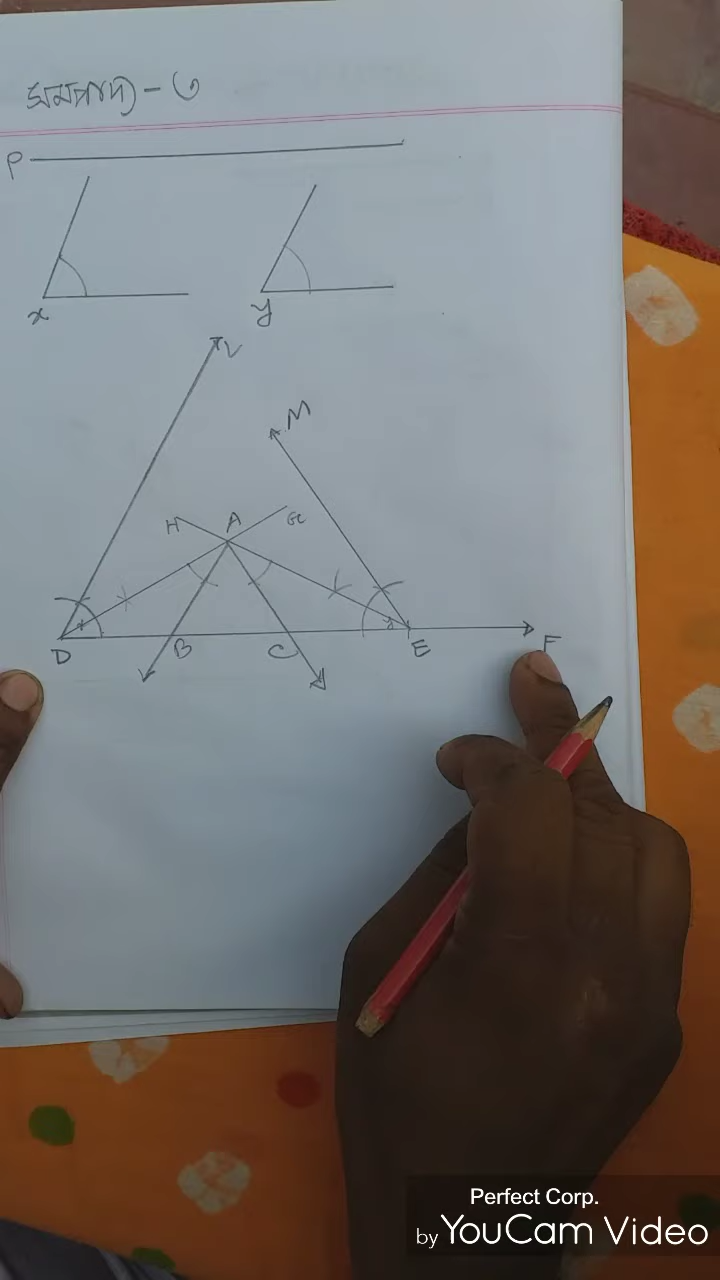 সম্পাদ্য - ৩
P
x y
L
M
H A G
D B C E F
Perfect Corp.
by YouCam Video